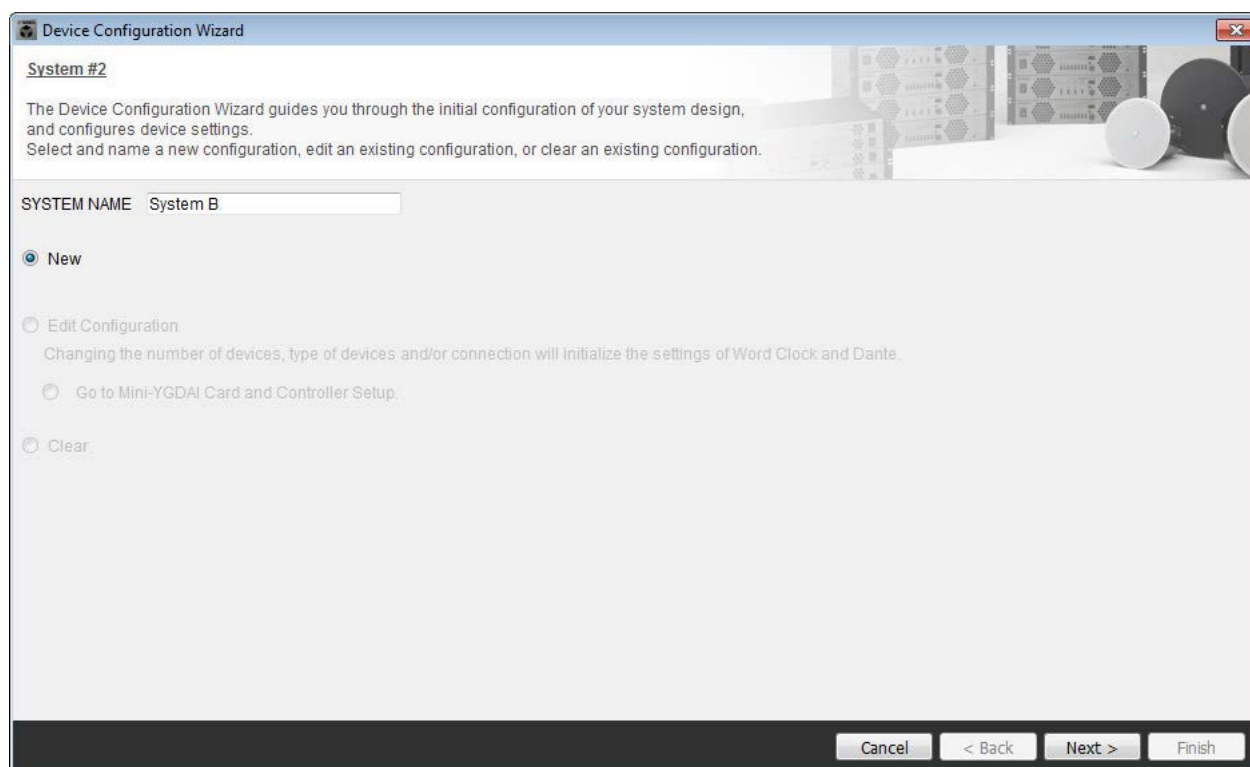 Device Configuration Wizard
System #2
The Device Configuration Wizard guides you through the initial configuration of your system design,
and configures device settings.
Select and name a new configuration, edit an existing configuration, or clear an existing configuration.
SYSTEM NAME System B
New
Edit Configuration
Changing the number of devices, type of devices and/or connection will initialize the settings of Word Clock and Dante.
Go to Mini-YGDAI Card and Controller Setup.
Clear
Cancel < Back Next > Finish